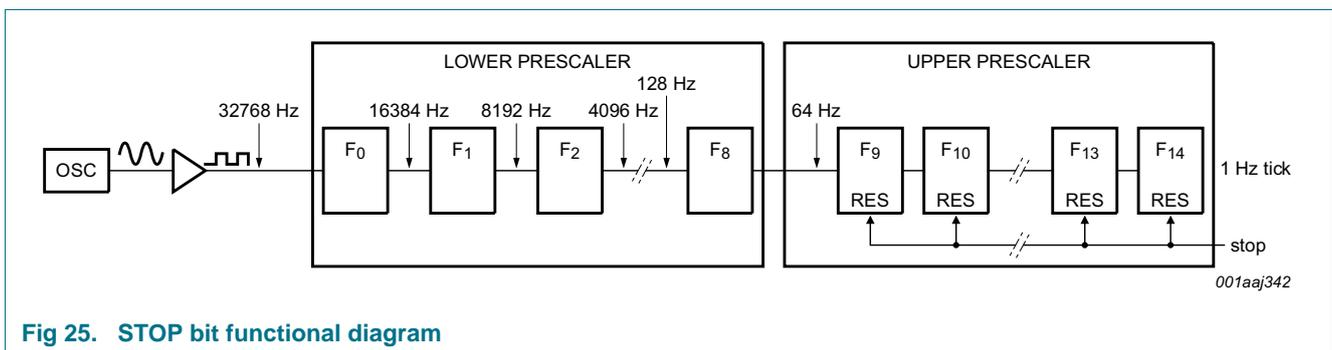 LOWER PRESCALER
UPPER PRESCALER
128 Hz
32768 Hz
16384 Hz
8192 Hz
4096 Hz
64 Hz
OSC
F0
F1
F2
F8
F9
F10
F13
F14
1 Hz tick
RES
RES
RES
RES
stop
001aaj342
Fig 25. STOP bit functional diagram